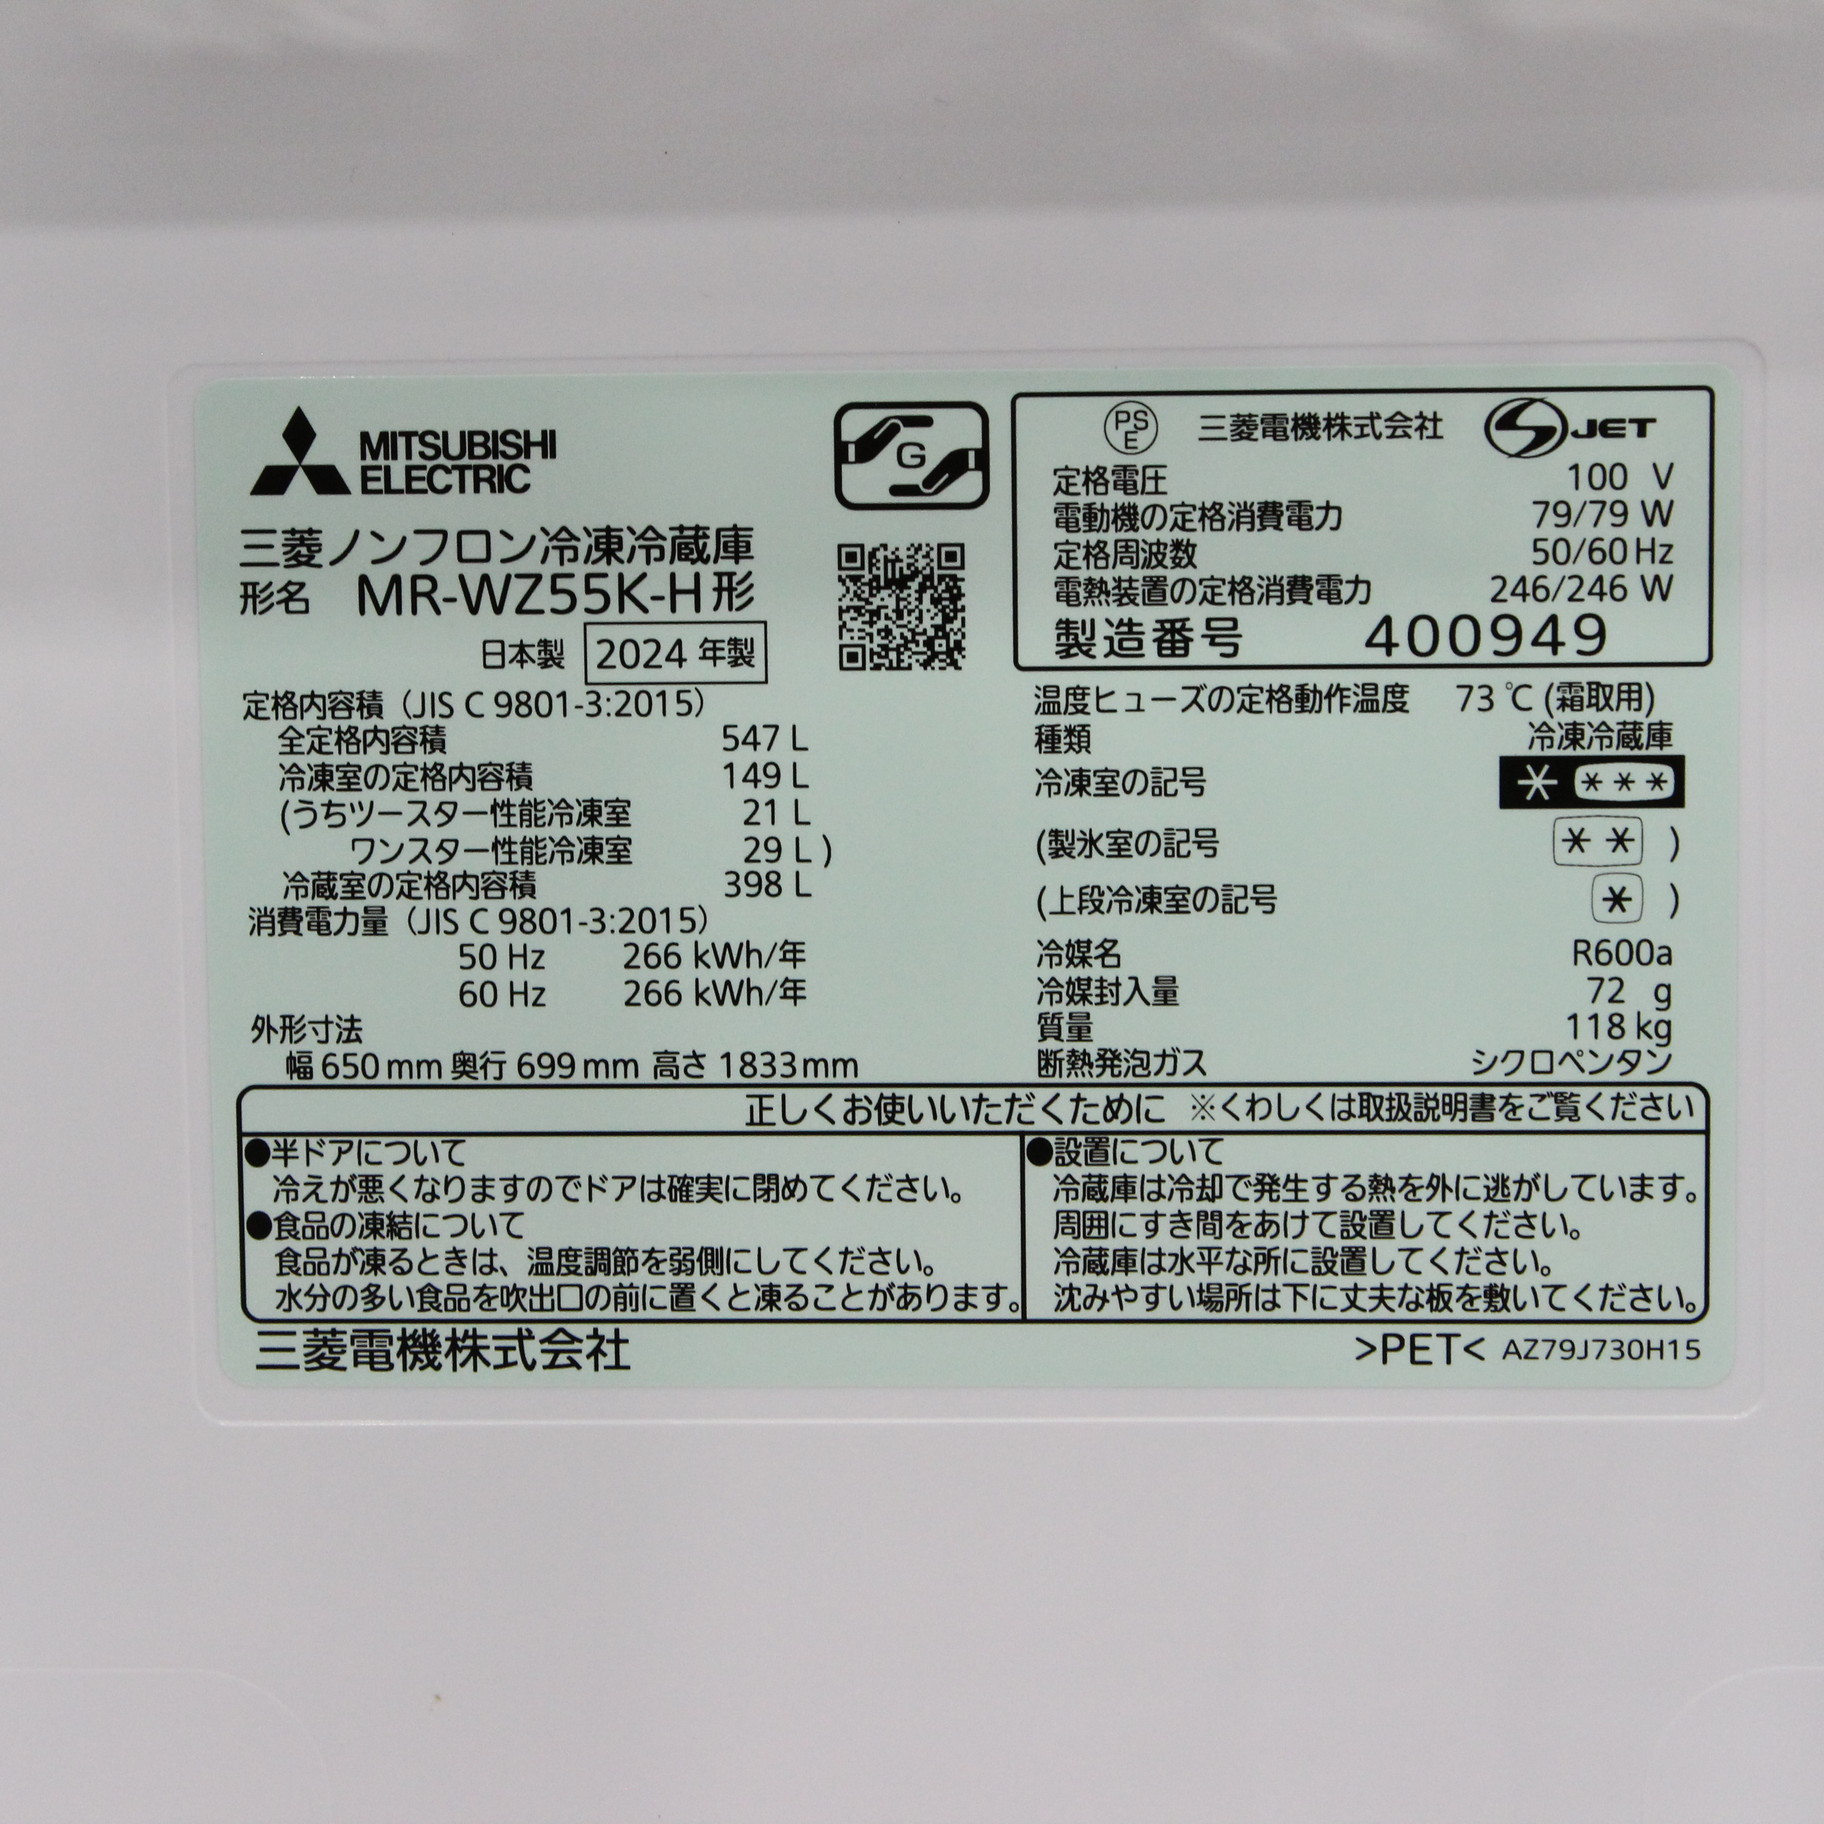 MITSUBISHI
ELECTRIC
三菱ノンフロン冷凍冷蔵庫
形名 MR-WZ55K-H形
日本製 2024 年製
G
定格内容積（JIS C 9801-3:2015）
全定格内容積 547 L
冷凍室の定格内容積 149 L
(うちツースター性能冷凍室 21 L
ワンスター性能冷凍室 29 L )
冷蔵室の定格内容積 398 L
消費電力量（JIS C 9801-3:2015）
50 Hz 266 kWh/年
60 Hz 266 kWh/年
外形寸法
幅 650 mm 奥行 699 mm 高さ 1833 mm
PS
E 三菱電機株式会社 JET
定格電圧 100 V
電動機の定格消費電力 79/79 W
定格周波数 50/60 Hz
電熱装置の定格消費電力 246/246 W
製造番号 400949
温度ヒューズの定格動作温度 73 ℃ (霜取用)
種類 冷凍冷蔵庫
冷凍室の記号 * ***
(製氷室の記号 ** )
(上段冷凍室の記号 * )
冷媒名 R600a
冷媒封入量 72 g
質量 118 kg
断熱発泡ガス シクロペンタン
正しくお使いいただくために ※くわしくは取扱説明書をご覧ください
●半ドアについて
冷えが悪くなりますのでドアは確実に閉めてください。
●食品の凍結について
食品が凍るときは、温度調節を弱側にしてください。
水分の多い食品を吹出口の前に置くと凍ることがあります。
●設置について
冷蔵庫は冷却で発生する熱を外に逃がしています。
周囲にすき間をあけて設置してください。
冷蔵庫は水平な所に設置してください。
沈みやすい場所は下に丈夫な板を敷いてください。
三菱電機株式会社
>PET< AZ79J730H15